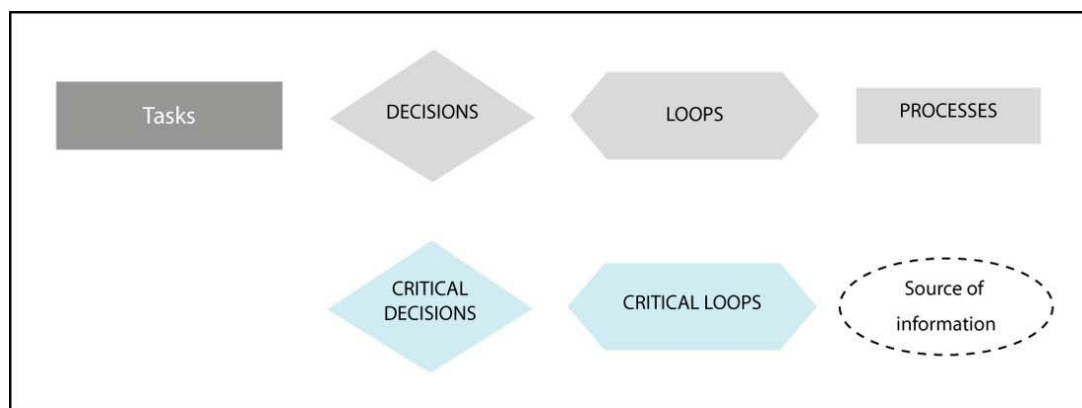 Tasks
DECISIONS
LOOPS
PROCESSES
CRITICAL
DECISIONS
CRITICAL LOOPS
Source of
information